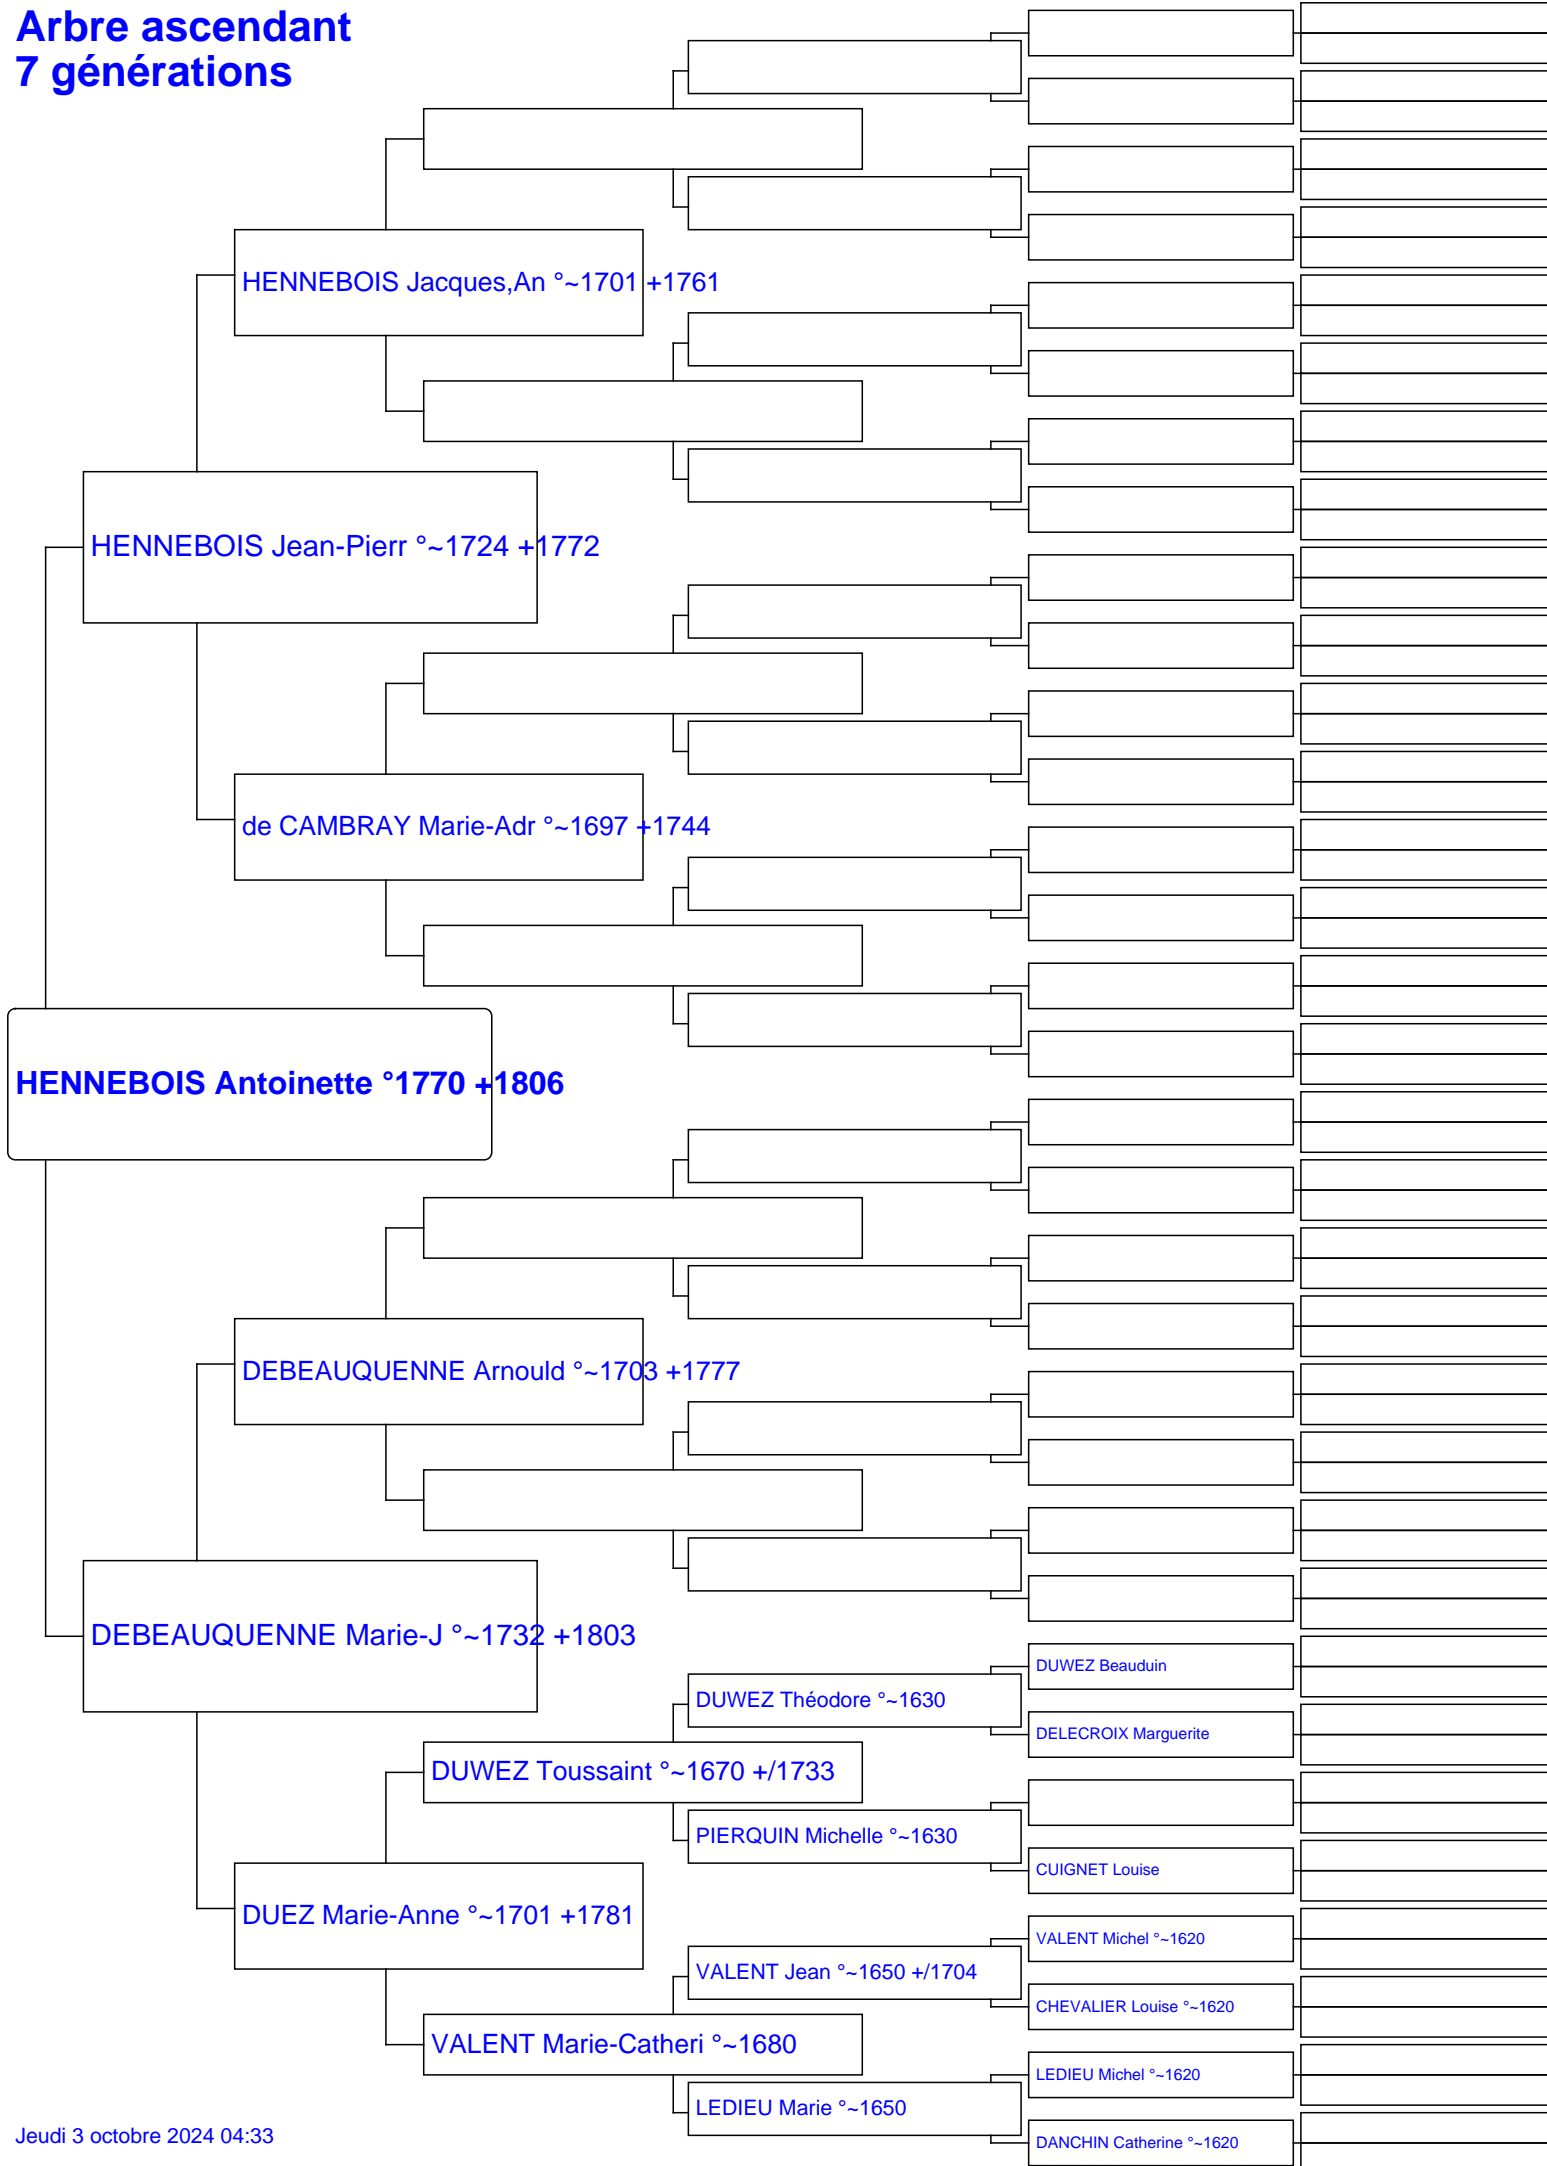 Arbre ascendant
7 générations
HENNEBOIS Jacques,An °~1701 +1761
HENNEBOIS Jean-Pierr °~1724 +1772
de CAMBRAY Marie-Adr °~1697 +1744
HENNEBOIS Antoinette °1770 +1806
DEBEAUQUENNE Arnould °~1703 +1777
DEBEAUQUENNE Marie-J °~1732 +1803
DUWEZ Beauduin
DUWEZ Théodore °~1630
DELECROIX Marguerite
DUWEZ Toussaint °~1670 +/1733
PIERQUIN Michelle °~1630
CUIGNET Louise
DUEZ Marie-Anne °~1701 +1781
VALENT Michel °~1620
VALENT Jean °~1650 +/1704
CHEVALIER Louise °~1620
VALENT Marie-Catheri °~1680
LEDIEU Michel °~1620
LEDIEU Marie °~1650
DANCHIN Catherine °~1620
Jeudi 3 octobre 2024 04:33